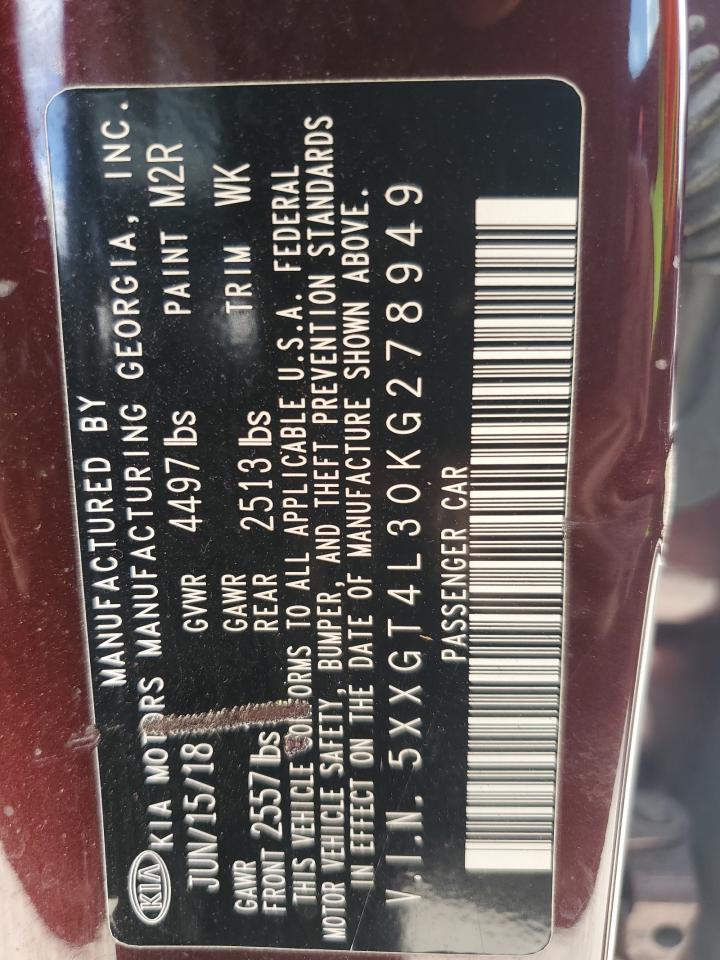 MANUFACTURED BY
KIA KIA MOTORS MANUFACTURING GEORGIA, INC.
JUN/15/18 GVWR 4497 lbs PAINT M2R
GAWR FRONT 2557 lbs GAWR REAR 2513 lbs TRIM WK
THIS VEHICLE CONFORMS TO ALL APPLICABLE U.S.A. FEDERAL
MOTOR VEHICLE SAFETY, BUMPER, AND THEFT PREVENTION STANDARDS
IN EFFECT ON THE DATE OF MANUFACTURE SHOWN ABOVE.
V.I.N. 5XXGT4L30KG278949
PASSENGER CAR